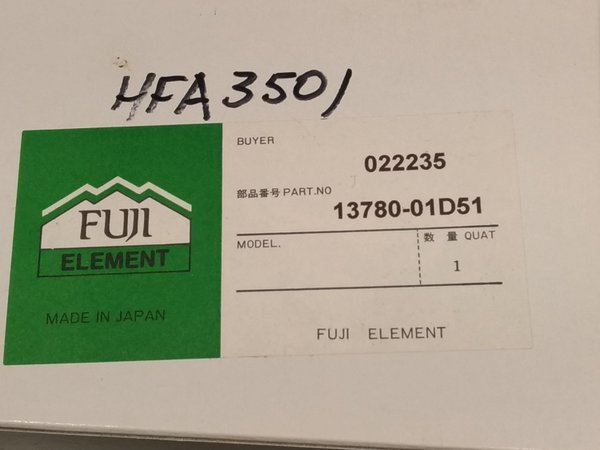 HFA3501
FUJI
ELEMENT
MADE IN JAPAN
BUYER
022235
部品番号 PART.NO
13780-01D51
MODEL.
数 量 QUAT
1
FUJI ELEMENT